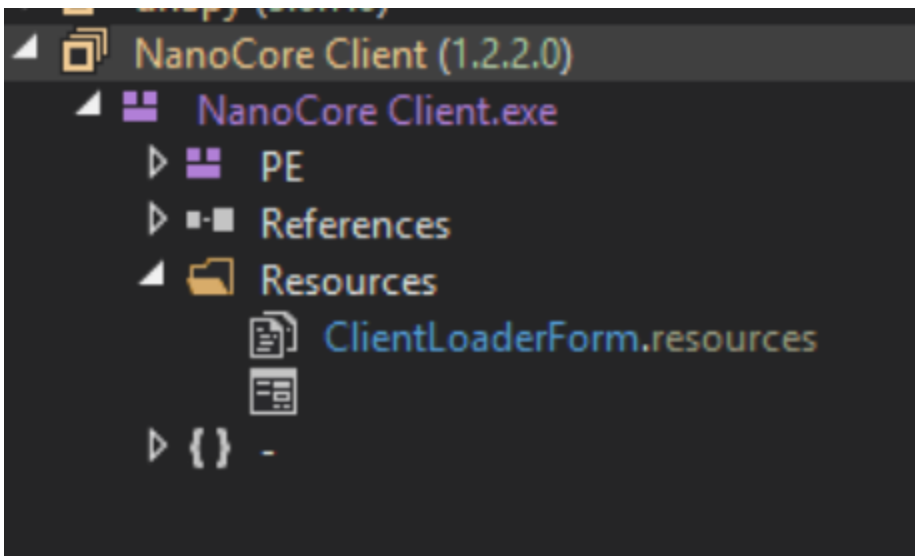 NanoCore Client (1.2.2.0)
NanoCore Client.exe
PE
References
Resources
ClientLoaderForm.resources
{ } -